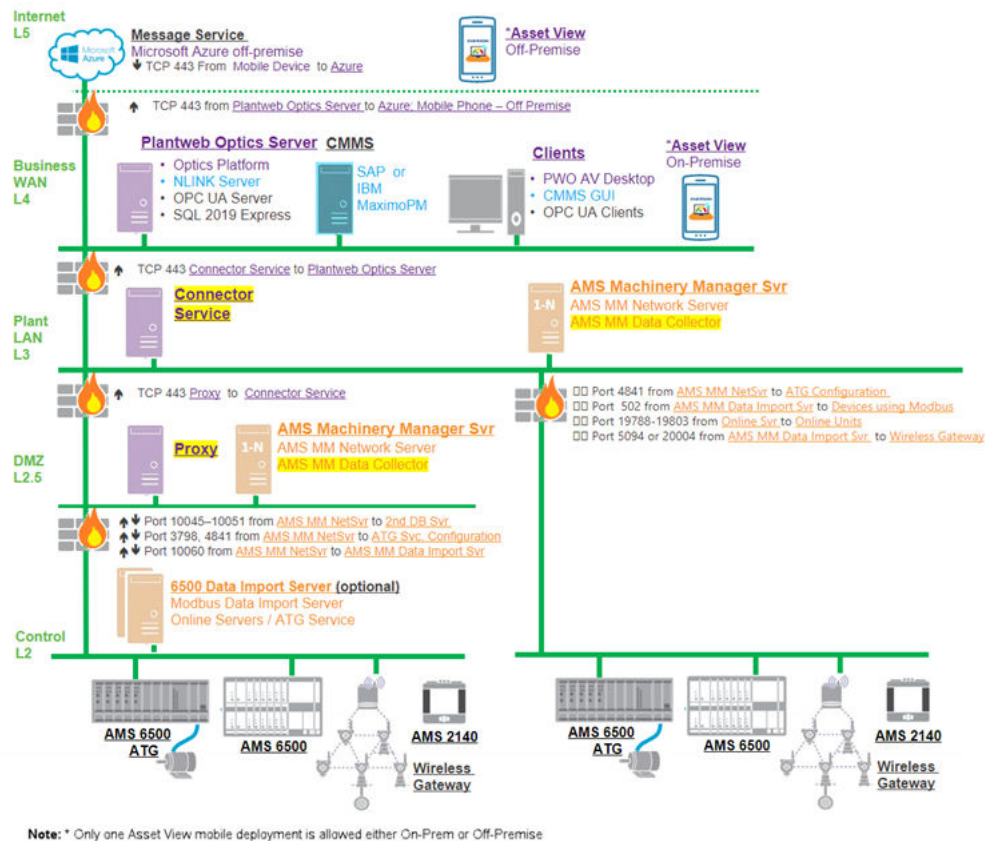 Internet
L5
Microsoft
Azure
Message Service
Microsoft Azure off-premise
🡇 TCP 443 From Mobile Device to Azure
*Asset View
Off-Premise
🡅 TCP 443 from Plantweb Optics Server to Azure; Mobile Phone – Off Premise
Business
WAN
L4
Plantweb Optics Server
• Optics Platform
• NLINK Server
• OPC UA Server
• SQL 2019 Express
CMMS
SAP or
IBM
MaximoPM
Clients
• PWO AV Desktop
• CMMS GUI
• OPC UA Clients
*Asset View
On-Premise
🡅 TCP 443 Connector Service to Plantweb Optics Server
Plant
LAN
L3
Connector
Service
1-N
AMS Machinery Manager Svr
AMS MM Network Server
AMS MM Data Collector
🡅 TCP 443 Proxy to Connector Service
▯▯ Port 4841 from AMS MM NetSvr to ATG Configuration
▯▯ Port 502 from AMS MM Data Import Svr to Devices using Modbus
▯▯ Port 19788-19803 from Online Svr to Online Units
▯▯ Port 5094 or 20004 from AMS MM Data Import Svr to Wireless Gateway
DMZ
L2.5
Proxy
1-N
AMS Machinery Manager Svr
AMS MM Network Server
AMS MM Data Collector
🡅🡇 Port 10045–10051 from AMS MM NetSvr to 2nd DB Svr
🡅🡇 Port 3798, 4841 from AMS MM NetSvr to ATG Svc, Configuration
🡅🡇 Port 10060 from AMS MM NetSvr to AMS MM Data Import Svr
6500 Data Import Server (optional)
Modbus Data Import Server
Online Servers / ATG Service
Control
L2
AMS 6500
ATG
AMS 6500
Wireless
Gateway
AMS 2140
AMS 6500
ATG
AMS 6500
Wireless
Gateway
AMS 2140
Note: * Only one Asset View mobile deployment is allowed either On-Prem or Off-Premise